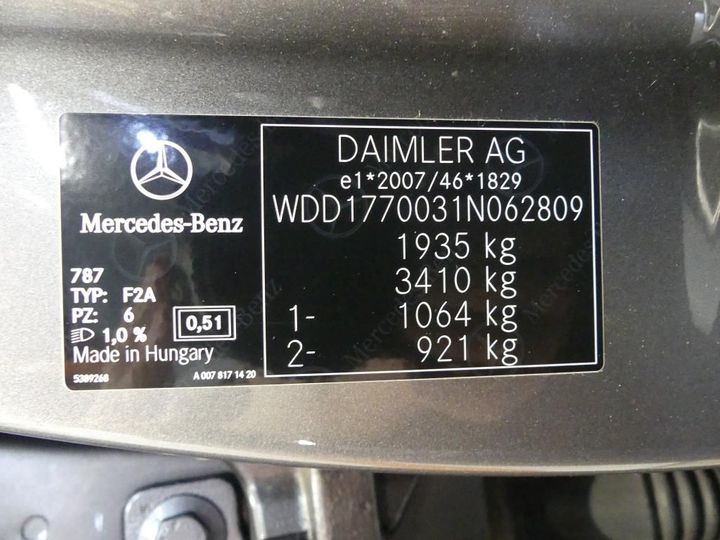 Mercedes-Benz
787
TYP: F2A
PZ: 6
1,0 % 0,51
Made in Hungary
5389268 A 007 817 14 20
DAIMLER AG
e1*2007/46*1829
WDD1770031N062809
1935 kg
3410 kg
1- 1064 kg
2- 921 kg